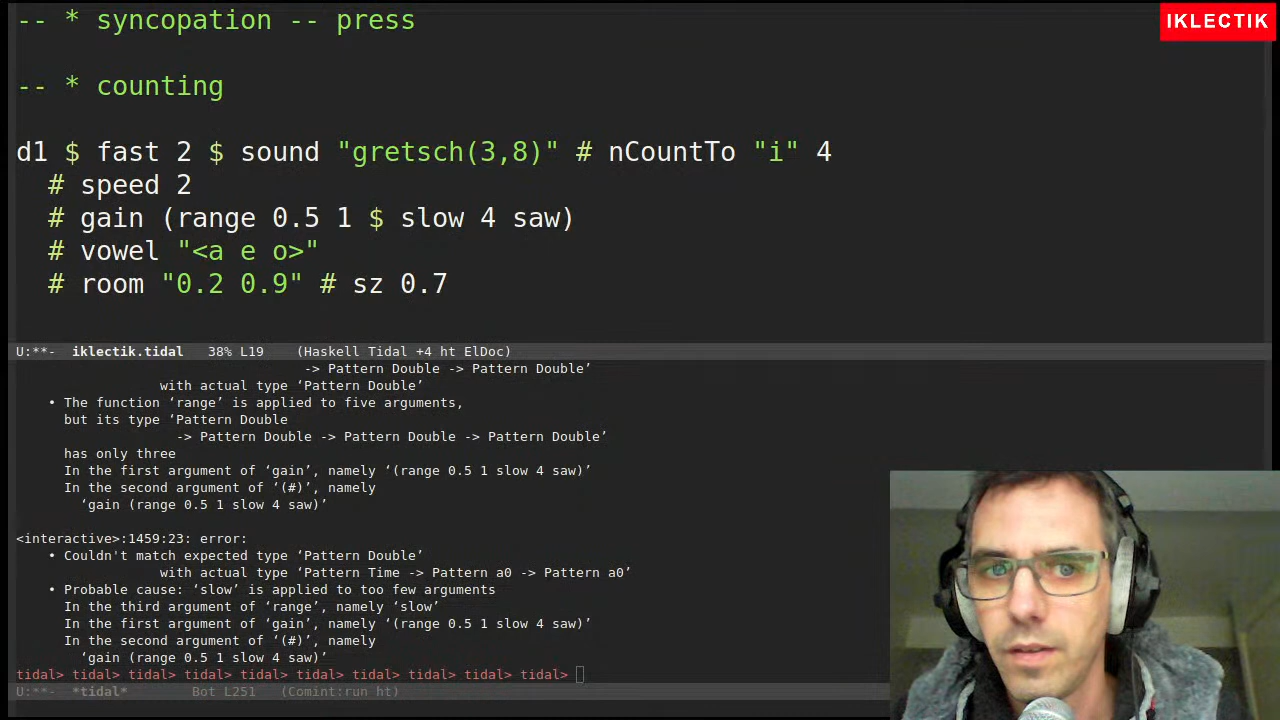 -- * syncopation -- press
IKLECTIK
-- * counting
d1 $ fast 2 $ sound "gretsch(3,8)" # nCountTo "i" 4
# speed 2
# gain (range 0.5 1 $ slow 4 saw)
# vowel "<a e o>"
# room "0.2 0.9" # sz 0.7
U:**-  iklectik.tidal   38% L19    (Haskell Tidal +4 ht ElDoc)
-> Pattern Double -> Pattern Double’
with actual type ‘Pattern Double’
• The function ‘range’ is applied to five arguments,
but its type ‘Pattern Double
-> Pattern Double -> Pattern Double -> Pattern Double’
has only three
In the first argument of ‘gain’, namely ‘(range 0.5 1 slow 4 saw)’
In the second argument of ‘(#)’, namely
‘gain (range 0.5 1 slow 4 saw)’
<interactive>:1459:23: error:
• Couldn't match expected type ‘Pattern Double’
with actual type ‘Pattern Time -> Pattern a0 -> Pattern a0’
• Probable cause: ‘slow’ is applied to too few arguments
In the third argument of ‘range’, namely ‘slow’
In the first argument of ‘gain’, namely ‘(range 0.5 1 slow 4 saw)’
In the second argument of ‘(#)’, namely
‘gain (range 0.5 1 slow 4 saw)’
tidal> tidal> tidal> tidal> tidal> tidal> tidal> tidal> tidal> tidal>
U:**-  *tidal*        Bot L251   (Comint:run ht)